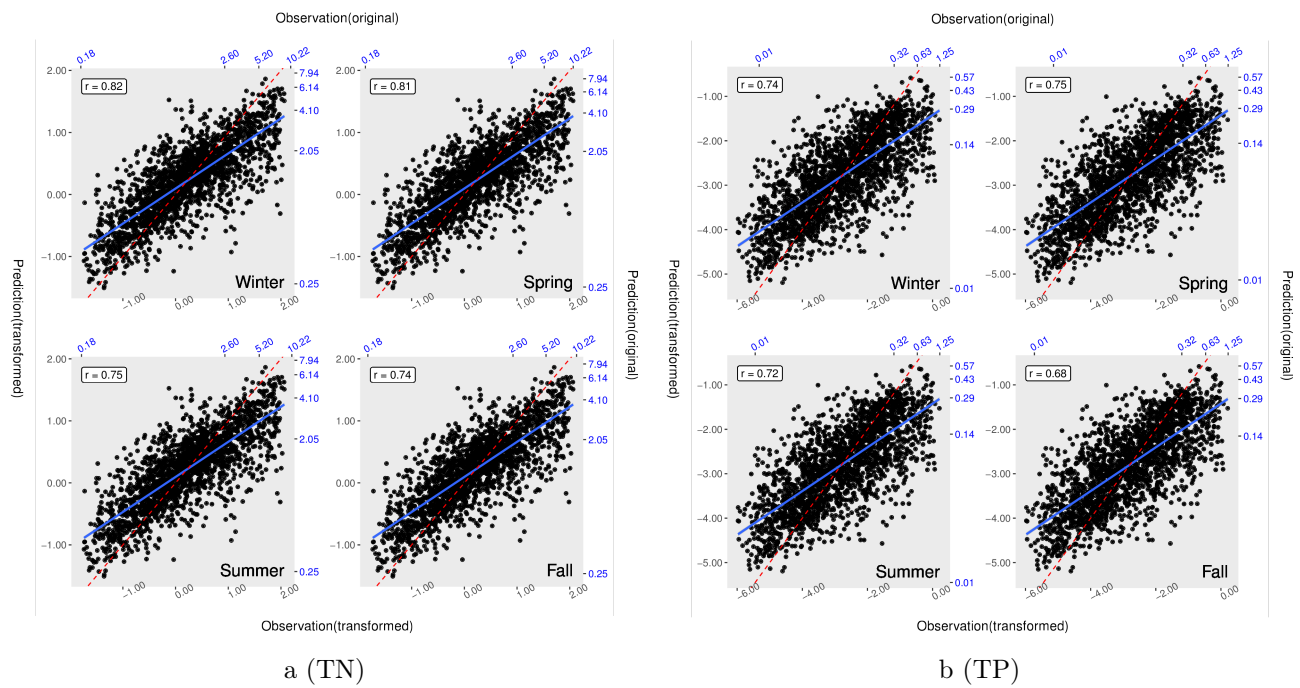 Observation(original)
0.18 2.60 5.20 10.22 0.18 2.60 5.20 10.22
2.00 1.00 0.00 −1.00
r = 0.82
Winter
7.94 6.14 4.10 2.05 0.25
r = 0.81
Spring
7.94 6.14 4.10 2.05 0.25
−1.00 0.00 1.00 2.00 −1.00 0.00 1.00 2.00
Prediction(transformed)
Prediction(original)
0.18 2.60 5.20 10.22 0.18 2.60 5.20 10.22
2.00 1.00 0.00 −1.00
r = 0.75
Summer
7.94 6.14 4.10 2.05 0.25
r = 0.74
Fall
7.94 6.14 4.10 2.05 0.25
−1.00 0.00 1.00 2.00 −1.00 0.00 1.00 2.00
Observation(transformed)
a (TN)
Observation(original)
0.01 0.32 0.63 1.25 0.01 0.32 0.63 1.25
−1.00 −2.00 −3.00 −4.00 −5.00
r = 0.74
Winter
0.57 0.43 0.29 0.14 0.01
−1.00 −2.00 −3.00 −4.00 −5.00
r = 0.75
Spring
0.57 0.43 0.29 0.14 0.01
−6.00 −4.00 −2.00 0.00 −6.00 −4.00 −2.00 0.00
Prediction(transformed)
Prediction(original)
0.01 0.32 0.63 1.25 0.01 0.32 0.63 1.25
−1.00 −2.00 −3.00 −4.00 −5.00
r = 0.72
Summer
0.57 0.43 0.29 0.14 0.01
−1.00 −2.00 −3.00 −4.00 −5.00
r = 0.68
Fall
0.57 0.43 0.29 0.14
−6.00 −4.00 −2.00 0.00 −6.00 −4.00 −2.00 0.00
Observation(transformed)
b (TP)